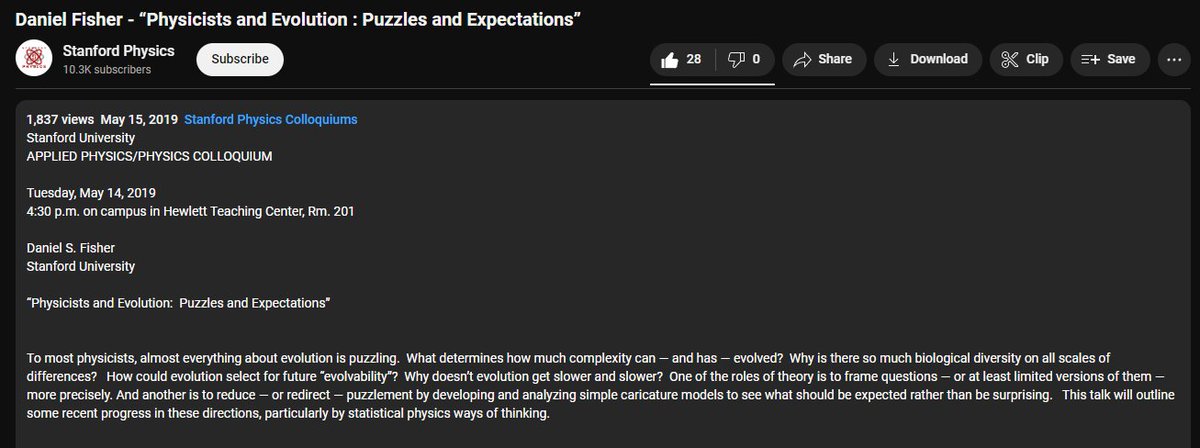 Daniel Fisher - “Physicists and Evolution : Puzzles and Expectations”
Stanford Physics
10.3K subscribers
Subscribe
28
0
Share
Download
Clip
Save
1,837 views  May 15, 2019  Stanford Physics Colloquiums
Stanford University
APPLIED PHYSICS/PHYSICS COLLOQUIUM
Tuesday, May 14, 2019
4:30 p.m. on campus in Hewlett Teaching Center, Rm. 201
Daniel S. Fisher
Stanford University
“Physicists and Evolution:  Puzzles and Expectations”
To most physicists, almost everything about evolution is puzzling.  What determines how much complexity can — and has — evolved?  Why is there so much biological diversity on all scales of
differences?   How could evolution select for future “evolvability”?  Why doesn’t evolution get slower and slower?  One of the roles of theory is to frame questions — or at least limited versions of them —
more precisely. And another is to reduce — or redirect — puzzlement by developing and analyzing simple caricature models to see what should be expected rather than be surprising.   This talk will outline
some recent progress in these directions, particularly by statistical physics ways of thinking.